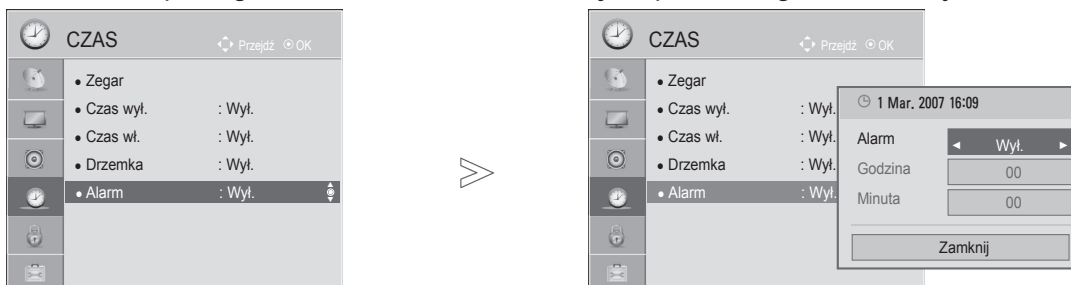 CZAS
Przejdź OK
• Zegar
• Czas wył. : Wył.
• Czas wł. : Wył.
• Drzemka : Wył.
• Alarm : Wył.
CZAS
Przejdź OK
• Zegar
• Czas wył. : Wył.
• Czas wł. : Wył.
• Drzemka : Wył.
• Alarm : Wył.
1 Mar. 2007 16:09
Alarm ◄ Wył. ►
Godzina 00
Minuta 00
Zamknij